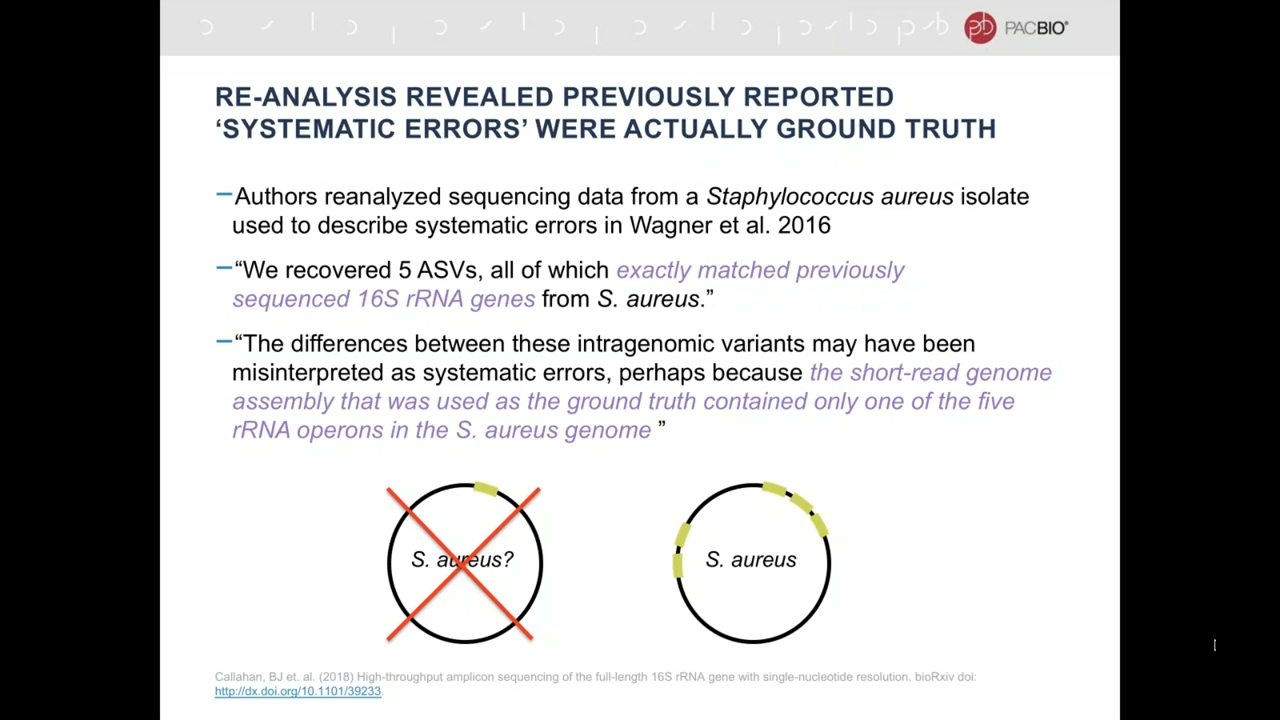 PACBIO®
RE-ANALYSIS REVEALED PREVIOUSLY REPORTED
‘SYSTEMATIC ERRORS’ WERE ACTUALLY GROUND TRUTH
–Authors reanalyzed sequencing data from a Staphylococcus aureus isolate
used to describe systematic errors in Wagner et al. 2016
–“We recovered 5 ASVs, all of which exactly matched previously
sequenced 16S rRNA genes from S. aureus.”
–“The differences between these intragenomic variants may have been
misinterpreted as systematic errors, perhaps because the short-read genome
assembly that was used as the ground truth contained only one of the five
rRNA operons in the S. aureus genome ”
S. aureus?
S. aureus
Callahan, BJ et. al. (2018) High-throughput amplicon sequencing of the full-length 16S rRNA gene with single-nucleotide resolution. bioRxiv doi:
http://dx.doi.org/10.1101/39233.